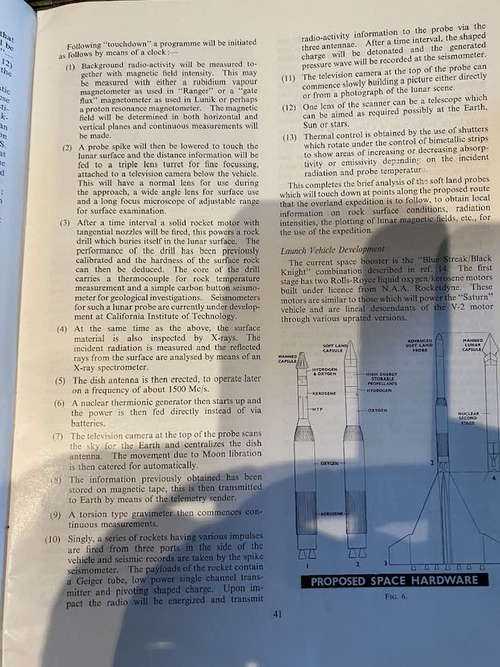 Following "touchdown" a programme will be initiated
as follows by means of a clock:—
(1) Background radio-activity will be measured to-
gether with magnetic field intensity. This may
be measured with either a rubidium vapour
magnetometer as used in "Ranger" or a "gate
flux" magnetometer as used in Lunik or perhaps
a proton resonance magnetometer. The magnetic
field will be determined in both horizontal and
vertical planes and continuous measurements will
be made.
(2) A probe spike will then be lowered to touch the
lunar surface and the distance information will be
fed to a triple lens turret for fine focussing,
attached to a television camera below the vehicle.
This will have a normal lens for use during
the approach, a wide angle lens for surface use
and a long focus microscope of adjustable range
for surface examination.
(3) After a time interval a solid rocket motor with
tangential nozzles will be fired, this powers a rock
drill which buries itself in the lunar surface. The
performance of the drill has been previously
calibrated and the hardness of the surface rock
can then be deduced. The core of the drill
carries a thermocouple for rock temperature
measurement and a simple carbon button seismo-
meter for geological investigations. Seismometers
for such a lunar probe are currently under develop-
ment at California Institute of Technology.
(4) At the same time as the above, the surface
material is also inspected by X-rays. The
incident radiation is measured and the reflected
rays from the surface are analysed by means of an
X-ray spectrometer.
(5) The dish antenna is then erected, to operate later
on a frequency of about 1500 Mc/s.
(6) A nuclear thermionic generator then starts up and
the power is then fed directly instead of via
batteries.
(7) The television camera at the top of the probe scans
the sky for the Earth and centralizes the dish
antenna. The movement due to Moon libration
is then catered for automatically.
(8) The information previously obtained has been
stored on magnetic tape, this is then transmitted
to Earth by means of the telemetry sender.
(9) A torsion type gravimeter then commences con-
tinuous measurements.
(10) Singly, a series of rockets having various impulses
are fired from three ports in the side of the
vehicle and seismic records are taken by the spike
seismometer. The payloads of the rocket contain
a Geiger tube, low power single channel trans-
mitter and pivoting shaped charge. Upon im-
pact the radio will be energized and transmit
radio-activity information to the probe via the
three antennae. After a time interval, the shaped
charge will be detonated and the generated
pressure wave will be recorded at the seismometer.
(11) The television camera at the top of the probe can
commence slowly building a picture either directly
or from a photograph of the lunar scene.
(12) One lens of the scanner can be a telescope which
can be aimed as required possibly at the Earth,
Sun or stars.
(13) Thermal control is obtained by the use of shutters
which rotate under the control of bimetallic strips
to show areas of increasing or decreasing absorp-
tivity or emissivity depending on the incident
radiation and probe temperatur
This completes the brief analysis of the soft land probes
which will touch down at points along the proposed route
that the overland expedition is to follow, to obtain local
information on rock surface conditions, radiation
intensities, the plotting of lunar magnetic fields, etc., for
the use of the expedition.
Launch Vehicle Development
The current space booster is the "Blue Streak/Black
Knight" combination described in ref. 14. The first
stage has two Rolls-Royce liquid oxygen/kerosene motors
built under licence from N.A.A. Rocketdyne. These
motors are similar to those which will power the "Saturn"
vehicle and are lineal descendants of the V-2 motor
through various uprated versions.
MANNED
CAPSULE
SOFT LAND
CAPSULE
HYDROGEN
& OXYGEN
KEROSENE
HTP
HIGH ENERGY
STORABLE
PROPELLANTS
HYDROGEN
OXYGEN
OXYGEN
KEROSENE
ADVANCED
SOFT LAND
PROBE
MANNED
LUNAR
CAPSULE
NUCLEAR
SECOND
STAGE
1
2
3
3
4
PROPOSED SPACE HARDWARE
FIG. 6.
41